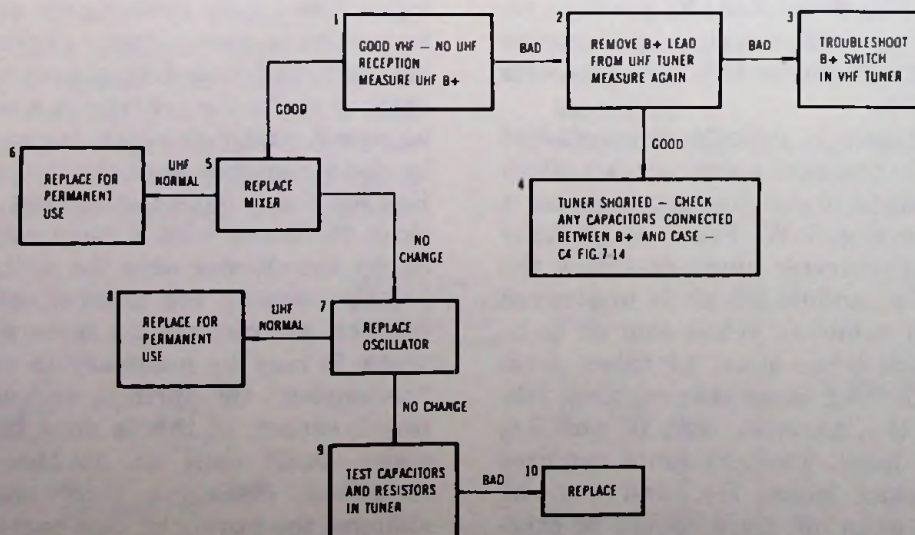 1
GOOD VHF – NO UHF
RECEPTION
MEASURE UHF B+
BAD
2
REMOVE B+ LEAD
FROM UHF TUNER
MEASURE AGAIN
BAD
3
TROUBLESHOOT
B+ SWITCH
IN VHF TUNER
GOOD
GOOD
4
TUNER SHORTED – CHECK
ANY CAPACITORS CONNECTED
BETWEEN B+ AND CASE –
C4 FIG. 7-14
5
REPLACE
MIXER
UHF
NORMAL
6
REPLACE FOR
PERMANENT
USE
NO
CHANGE
7
REPLACE
OSCILLATOR
UHF
NORMAL
8
REPLACE FOR
PERMANENT
USE
NO CHANGE
9
TEST CAPACITORS
AND RESISTORS
IN TUNER
BAD
10
REPLACE